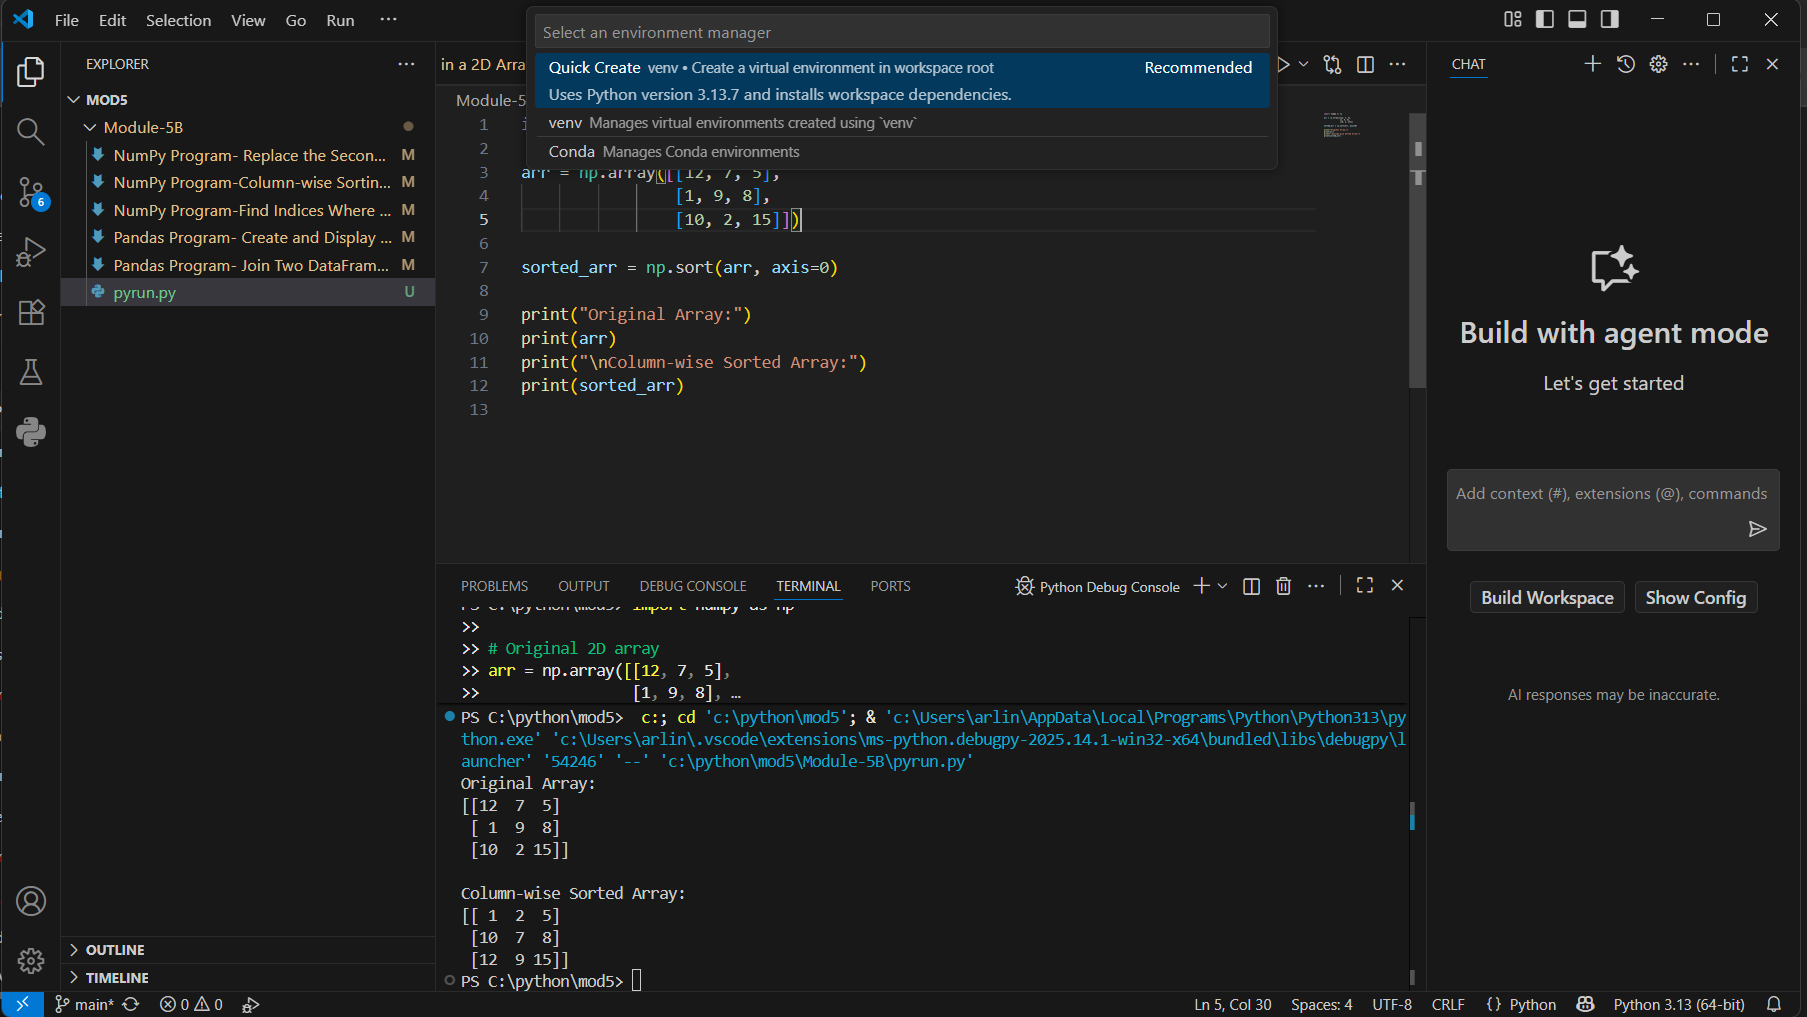 File Edit Selection View Go Run ···
Select an environment manager
Quick Create venv • Create a virtual environment in workspace root Recommended
Uses Python version 3.13.7 and installs workspace dependencies.
venv Manages virtual environments created using `venv`
Conda Manages Conda environments
EXPLORER
MOD5
Module-5B
NumPy Program- Replace the Secon... M
NumPy Program-Column-wise Sortin... M
NumPy Program-Find Indices Where ... M
Pandas Program- Create and Display ... M
Pandas Program- Join Two DataFram... M
pyrun.py U
OUTLINE
TIMELINE
6
in a 2D Arra
Module-5
1 i
2
3 arr = np.array([[12, 7, 5],
4 [1, 9, 8],
5 [10, 2, 15]])
6
7 sorted_arr = np.sort(arr, axis=0)
8
9 print("Original Array:")
10 print(arr)
11 print("\nColumn-wise Sorted Array:")
12 print(sorted_arr)
13
PROBLEMS OUTPUT DEBUG CONSOLE TERMINAL PORTS Python Debug Console
PS C:\python\mod5> import numpy as np
>>
>> # Original 2D array
>> arr = np.array([[12, 7, 5],
>> [1, 9, 8], …
PS C:\python\mod5> c:; cd 'c:\python\mod5'; & 'c:\Users\arlin\AppData\Local\Programs\Python\Python313\py
thon.exe' 'c:\Users\arlin\.vscode\extensions\ms-python.debugpy-2025.14.1-win32-x64\bundled\libs\debugpy\l
auncher' '54246' '--' 'c:\python\mod5\Module-5B\pyrun.py'
Original Array:
[[12 7 5]
[ 1 9 8]
[10 2 15]]
Column-wise Sorted Array:
[[ 1 2 5]
[10 7 8]
[12 9 15]]
PS C:\python\mod5>
CHAT
Build with agent mode
Let's get started
Add context (#), extensions (@), commands
Build Workspace Show Config
AI responses may be inaccurate.
main* 0 0 Ln 5, Col 30 Spaces: 4 UTF-8 CRLF {} Python Python 3.13 (64-bit)